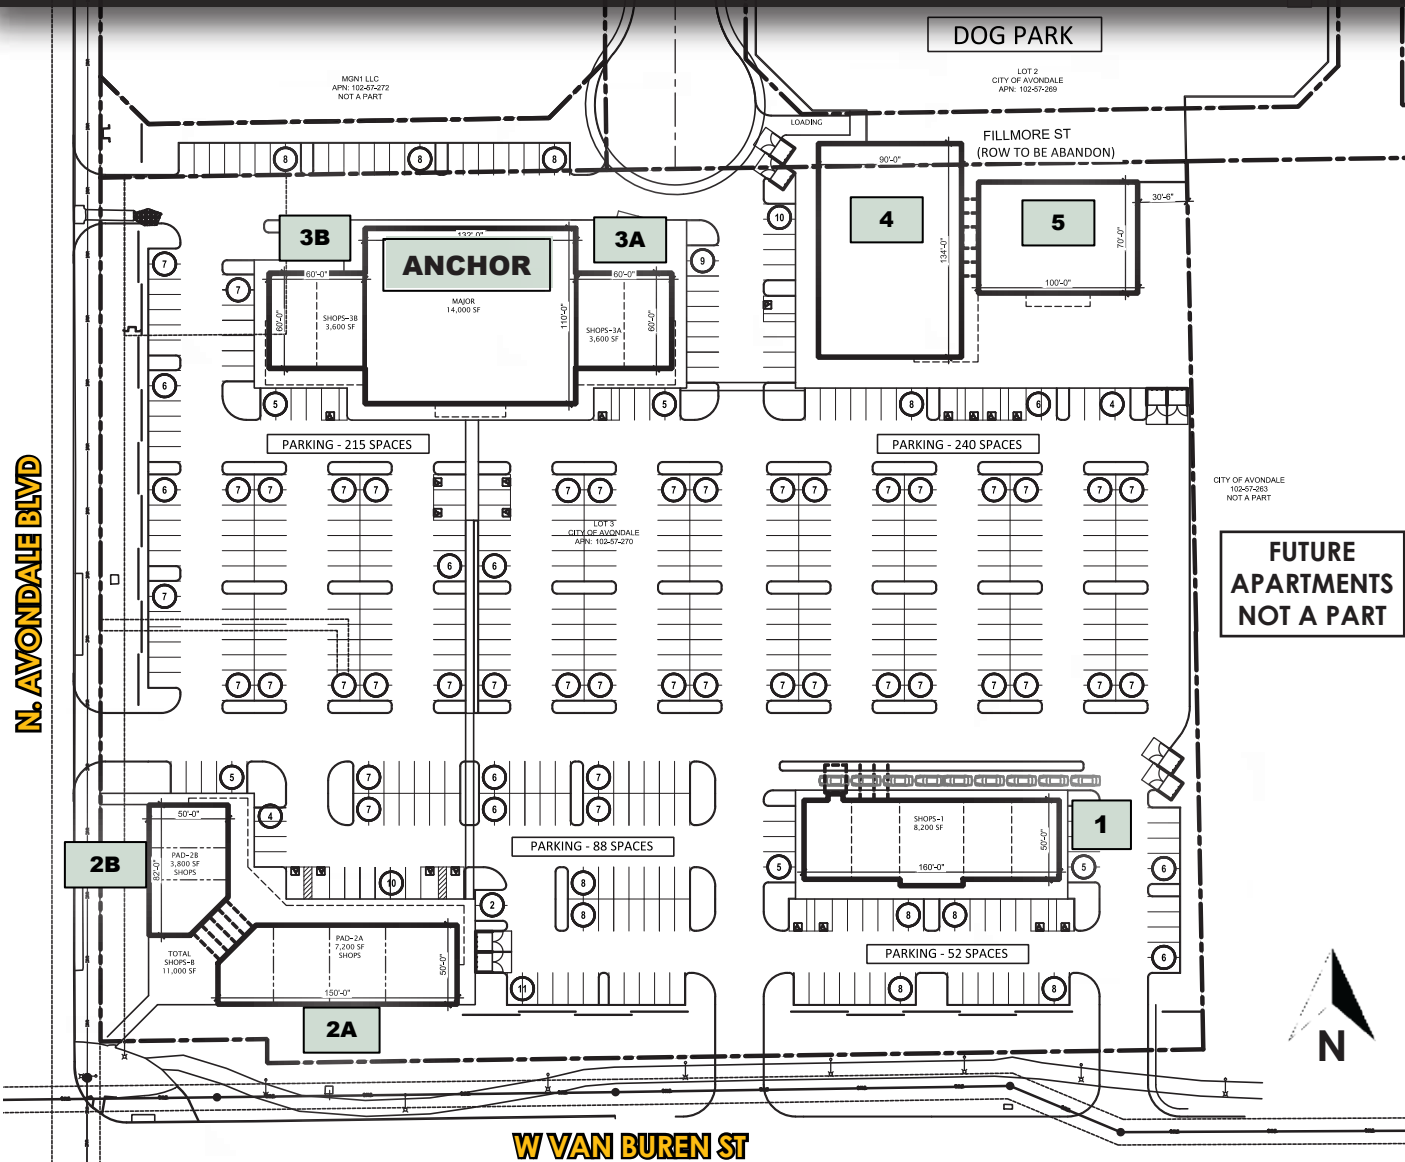 DOG PARK
MGN1 LLC
APN: 102-57-272
NOT A PART
LOT 2
CITY OF AVONDALE
APN: 102-57-269
LOADING
FILLMORE ST
(ROW TO BE ABANDON)
8
8
8
90'-0"
30'-6"
10
4
5
3B
132'-0"
3A
ANCHOR
134'-0"
70'-0"
7
9
60'-0"
60'-0"
7
100'-0"
MAJOR
14,000 SF
SHOPS-3B
3,600 SF
60'-0"
110'-0"
SHOPS-3A
3,600 SF
60'-0"
6
5
5
8
6
4
PARKING - 215 SPACES
PARKING - 240 SPACES
6
7 7
7 7
7 7
7 7
7 7
7 7
7 7
7 7
CITY OF AVONDALE
102-57-263
NOT A PART
LOT 3
CITY OF AVONDALE
APN: 102-57-270
FUTURE
APARTMENTS
NOT A PART
6 6
7
N. AVONDALE BLVD
7 7
7 7
7 7
7 7
7 7
7 7
7 7
7 7
7 7
5
7
6
7
4
7
6
7
50'-0"
SHOPS-1
8,200 SF
1
50'-0"
160'-0"
PARKING - 88 SPACES
2B
PAD-2B
3,800 SF
SHOPS
82'-0"
10
8
5
5
6
2
8
8
8
PAD-2A
7,200 SF
SHOPS
50'-0"
TOTAL
SHOPS-B
11,000 SF
PARKING - 52 SPACES
6
150'-0"
11
8
8
2A
N
W VAN BUREN ST